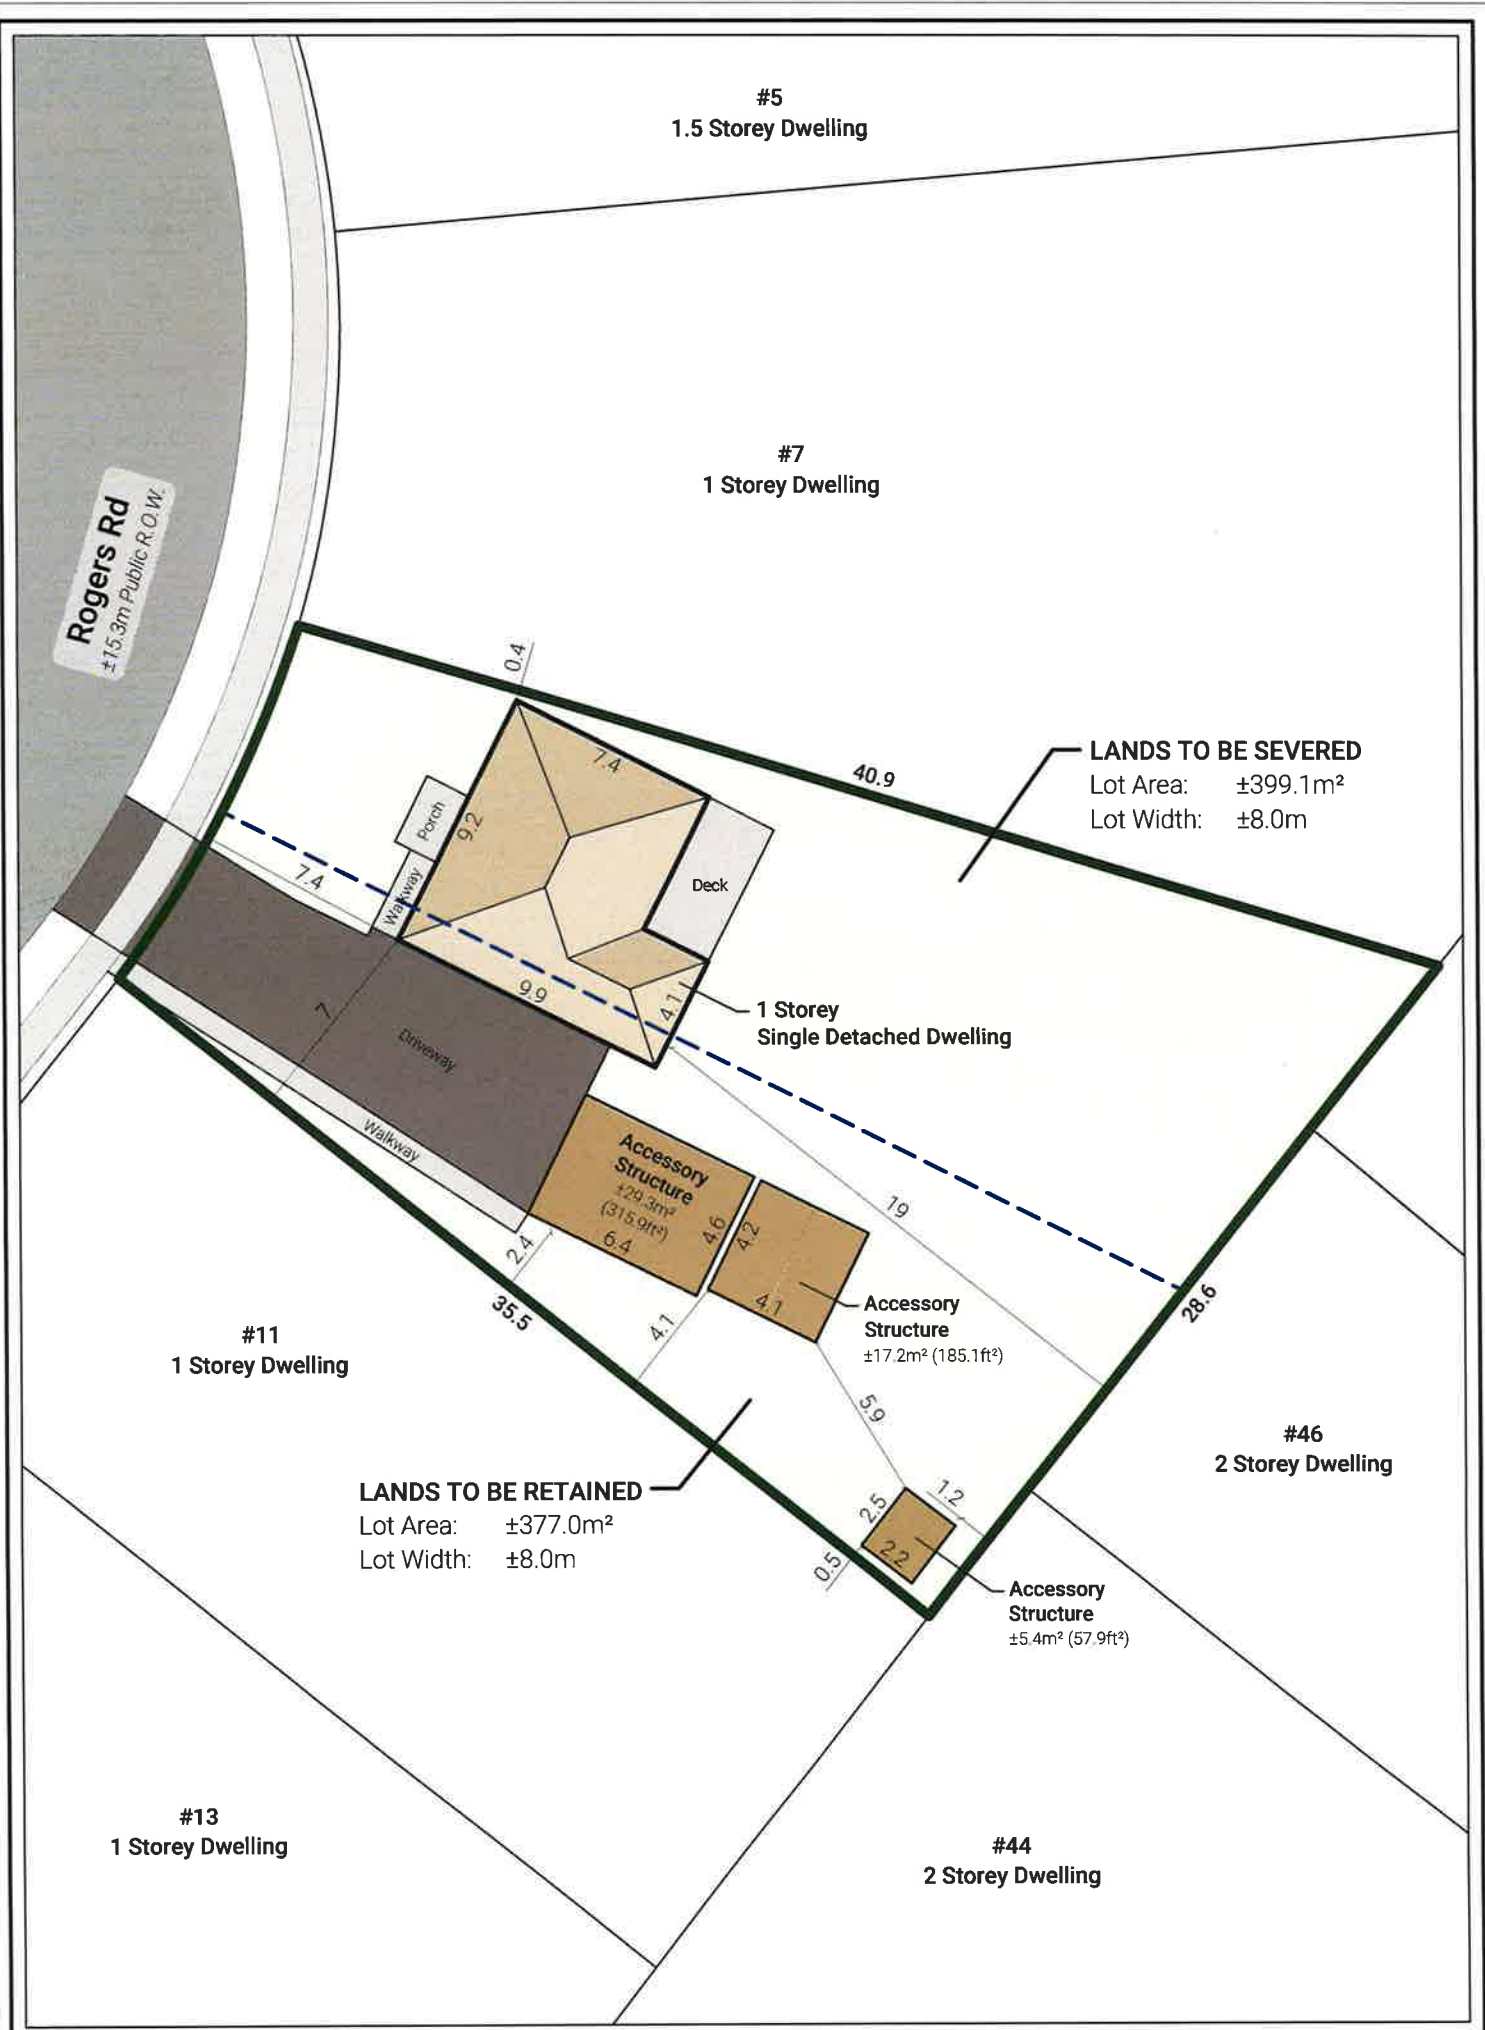 #5
1.5 Storey Dwelling
#7
1 Storey Dwelling
Rogers Rd
±15.3m Public R.O.W.
0.4
7.4
40.9
LANDS TO BE SEVERED
Lot Area: ±399.1m²
Lot Width: ±8.0m
Porch
9.2
Deck
7.4
Walkway
9.9
4.1
1 Storey
Single Detached Dwelling
7
Driveway
Walkway
Accessory
Structure
±29.3m²
(315.9ft²)
6.4
4.6
4.2
4.1
19
2.4
35.5
4.1
Accessory
Structure
±17.2m² (185.1ft²)
28.6
#11
1 Storey Dwelling
5.9
#46
2 Storey Dwelling
LANDS TO BE RETAINED
Lot Area: ±377.0m²
Lot Width: ±8.0m
1.2
2.5
2.2
0.5
Accessory
Structure
±5.4m² (57.9ft²)
#13
1 Storey Dwelling
#44
2 Storey Dwelling